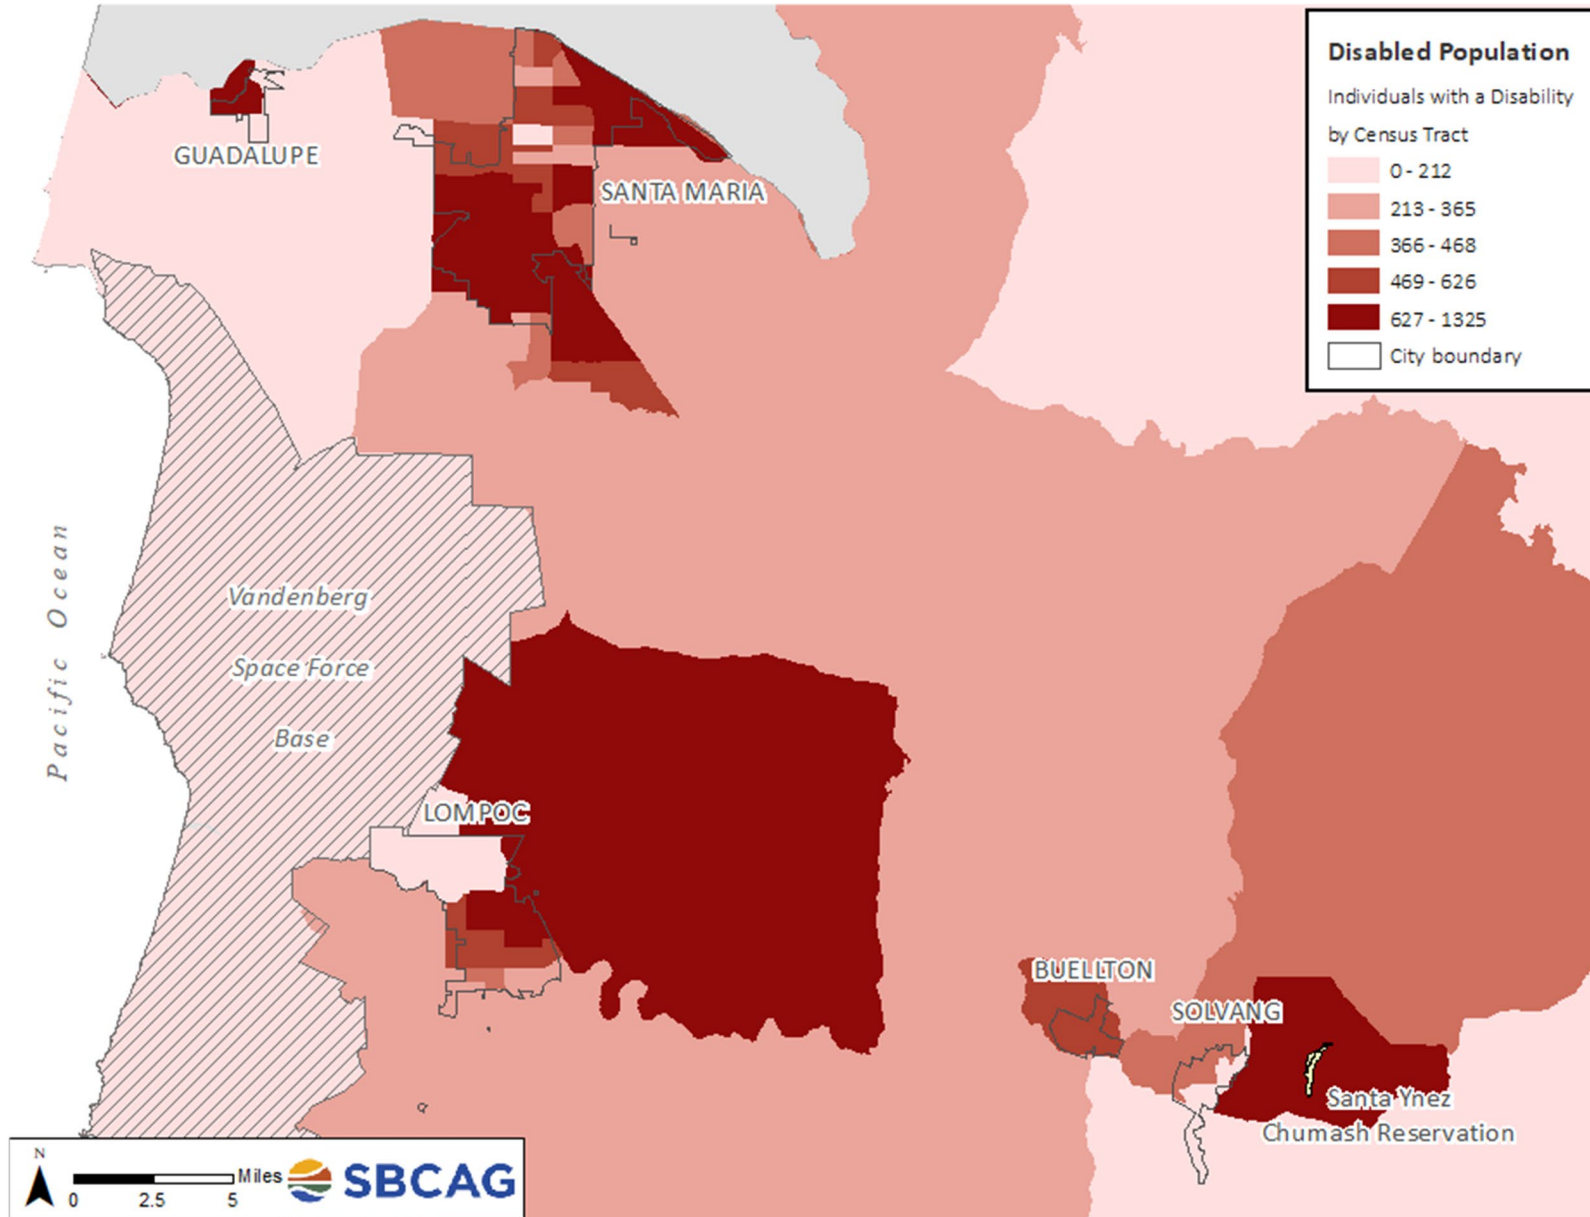 Disabled Population
Individuals with a Disability
by Census Tract
0 - 212
213 - 365
366 - 468
469 - 626
627 - 1325
City boundary
GUADALUPE
SANTA MARIA
Pacific Ocean
Vandenberg
Space Force
Base
LOMPOC
BUELLTON
SOLVANG
Santa Ynez
Chumash Reservation
N
Miles
0 2.5 5
SBCAG